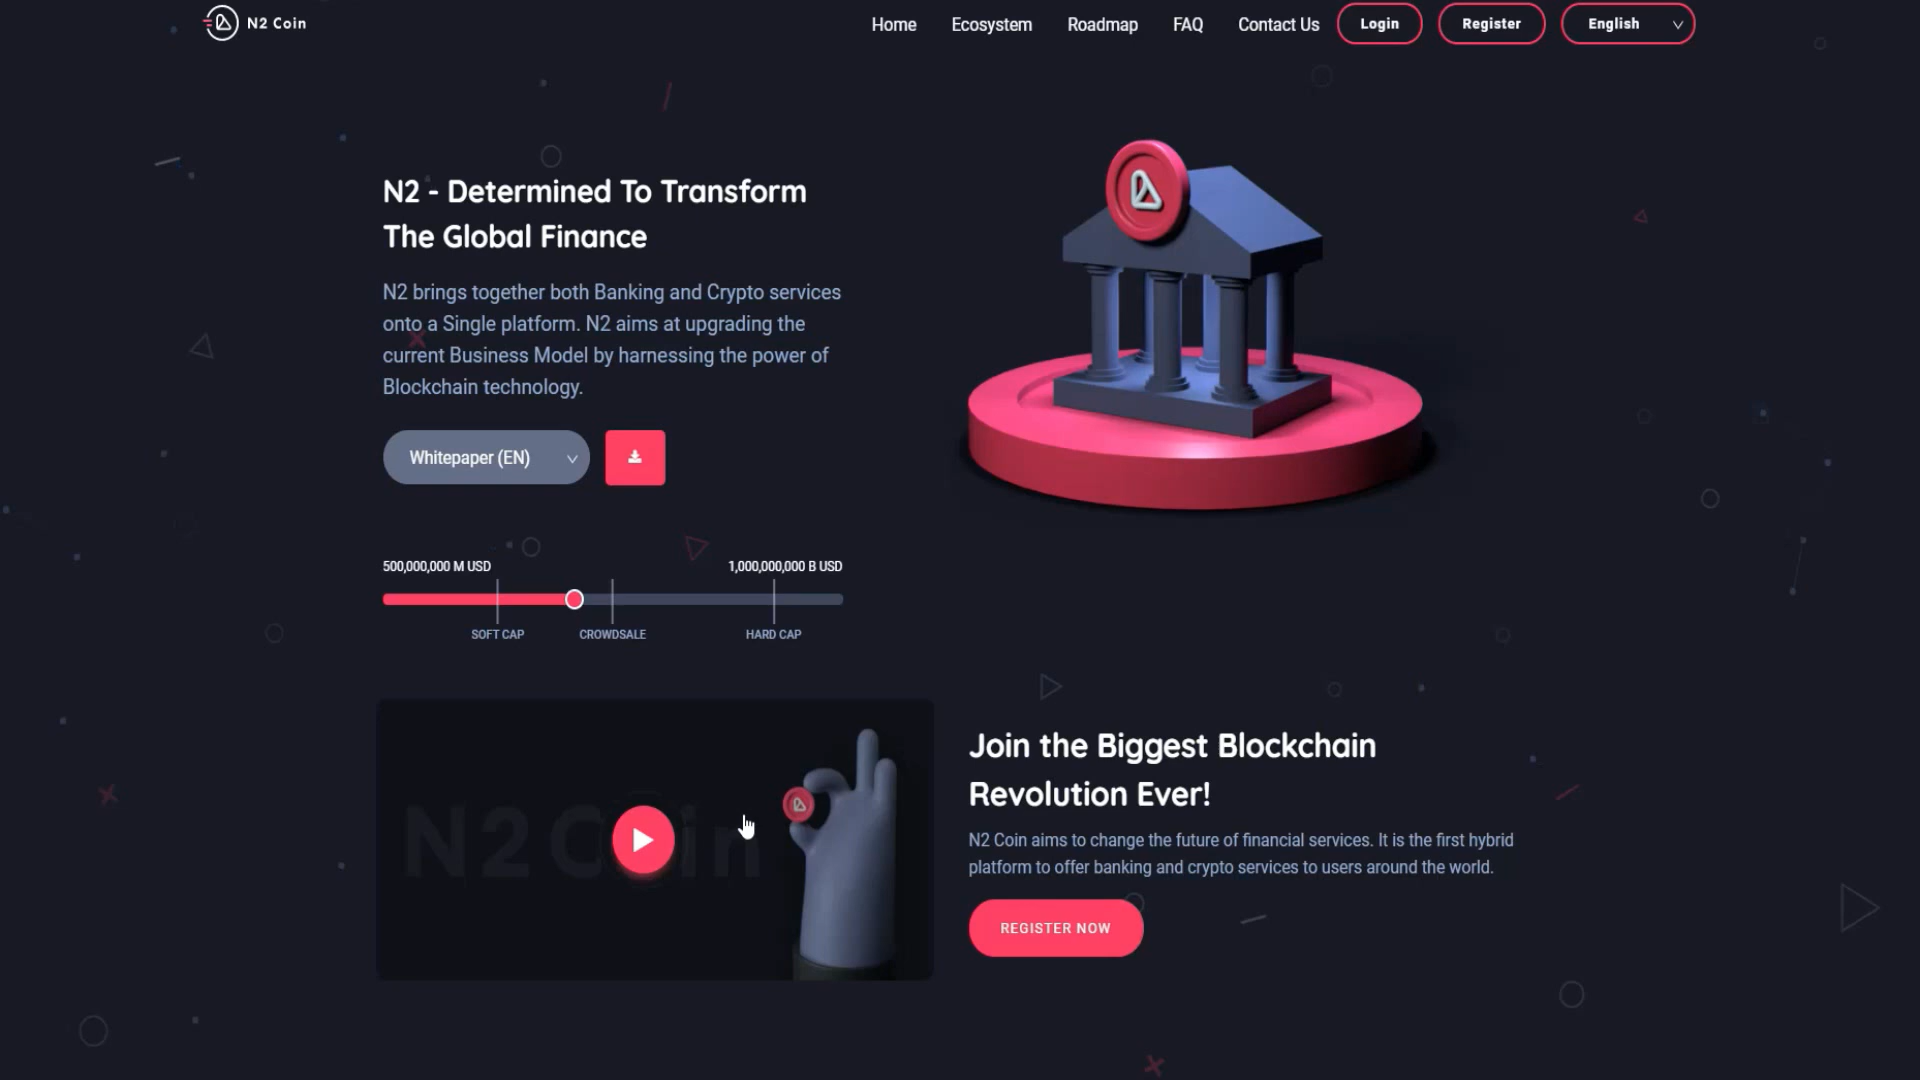 N2 Coin
Home Ecosystem Roadmap FAQ Contact Us Login Register English
N2 - Determined To Transform
The Global Finance
N2 brings together both Banking and Crypto services
onto a Single platform. N2 aims at upgrading the
current Business Model by harnessing the power of
Blockchain technology.
Whitepaper (EN)
500,000,000 M USD 1,000,000,000 B USD
SOFT CAP CROWDSALE HARD CAP
N2 Coin
Join the Biggest Blockchain
Revolution Ever!
N2 Coin aims to change the future of financial services. It is the first hybrid
platform to offer banking and crypto services to users around the world.
REGISTER NOW